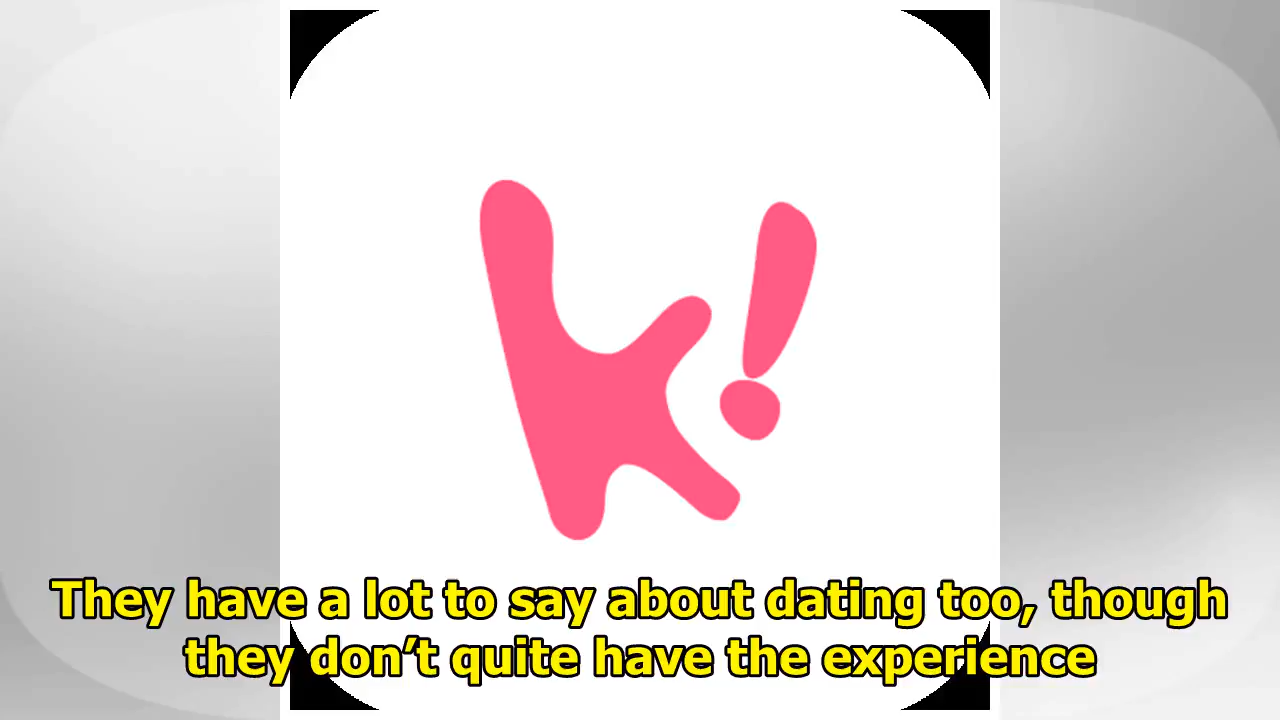 k!
They have a lot to say about dating too, though
they don’t quite have the experience